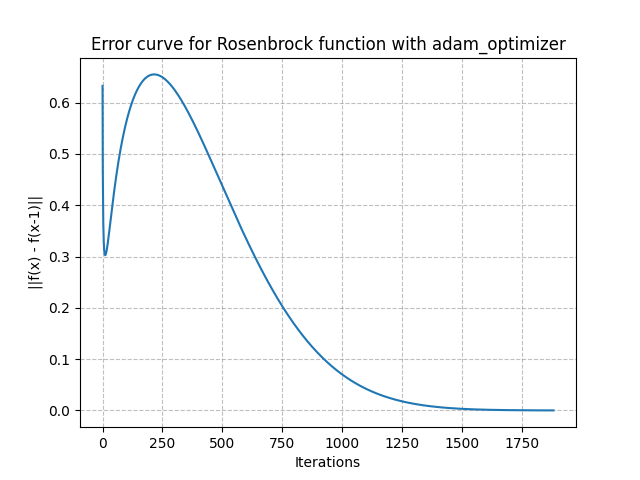 Error curve for Rosenbrock function with adam_optimizer
||f(x) - f(x-1)||
0.6
0.5
0.4
0.3
0.2
0.1
0.0
0 250 500 750 1000 1250 1500 1750
Iterations